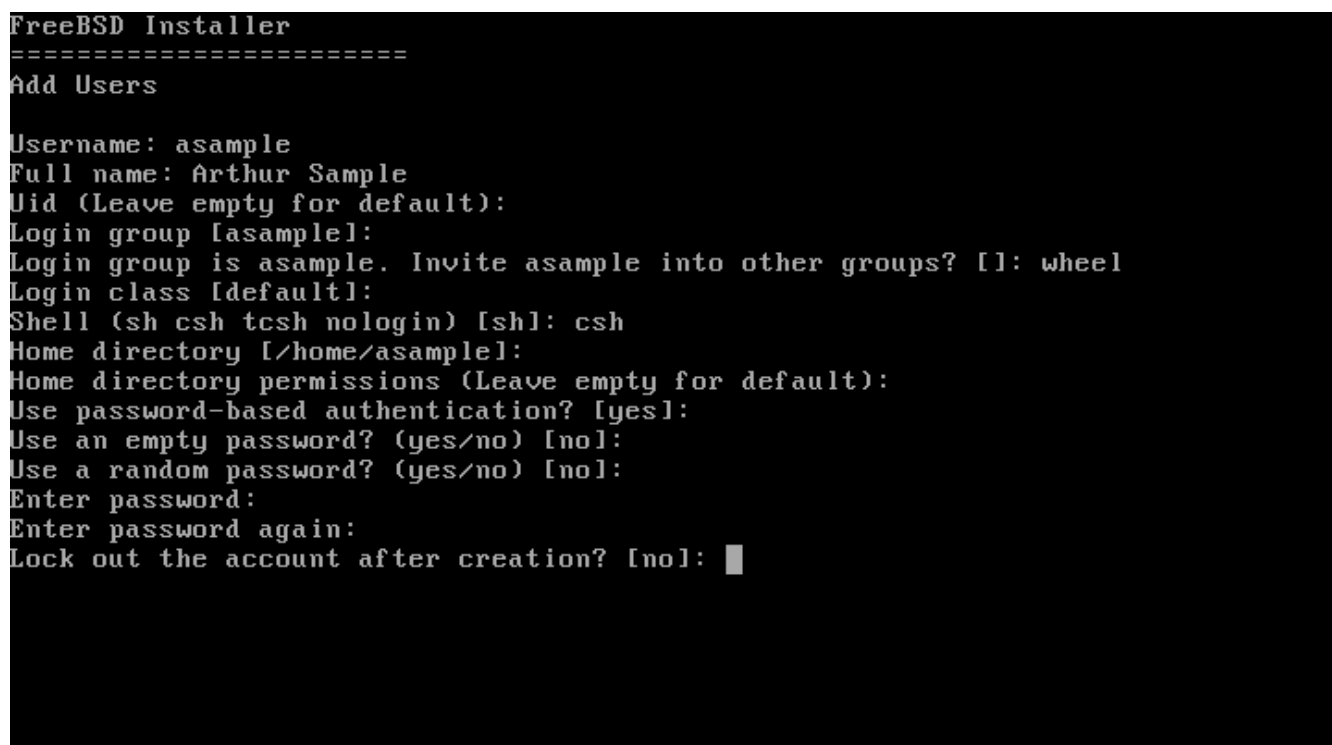 FreeBSD Installer
========================
Add Users

Username: asample
Full name: Arthur Sample
Uid (Leave empty for default):
Login group [asample]:
Login group is asample. Invite asample into other groups? []: wheel
Login class [default]:
Shell (sh csh tcsh nologin) [sh]: csh
Home directory [/home/asample]:
Home directory permissions (Leave empty for default):
Use password-based authentication? [yes]:
Use an empty password? (yes/no) [no]:
Use a random password? (yes/no) [no]:
Enter password:
Enter password again:
Lock out the account after creation? [no]: